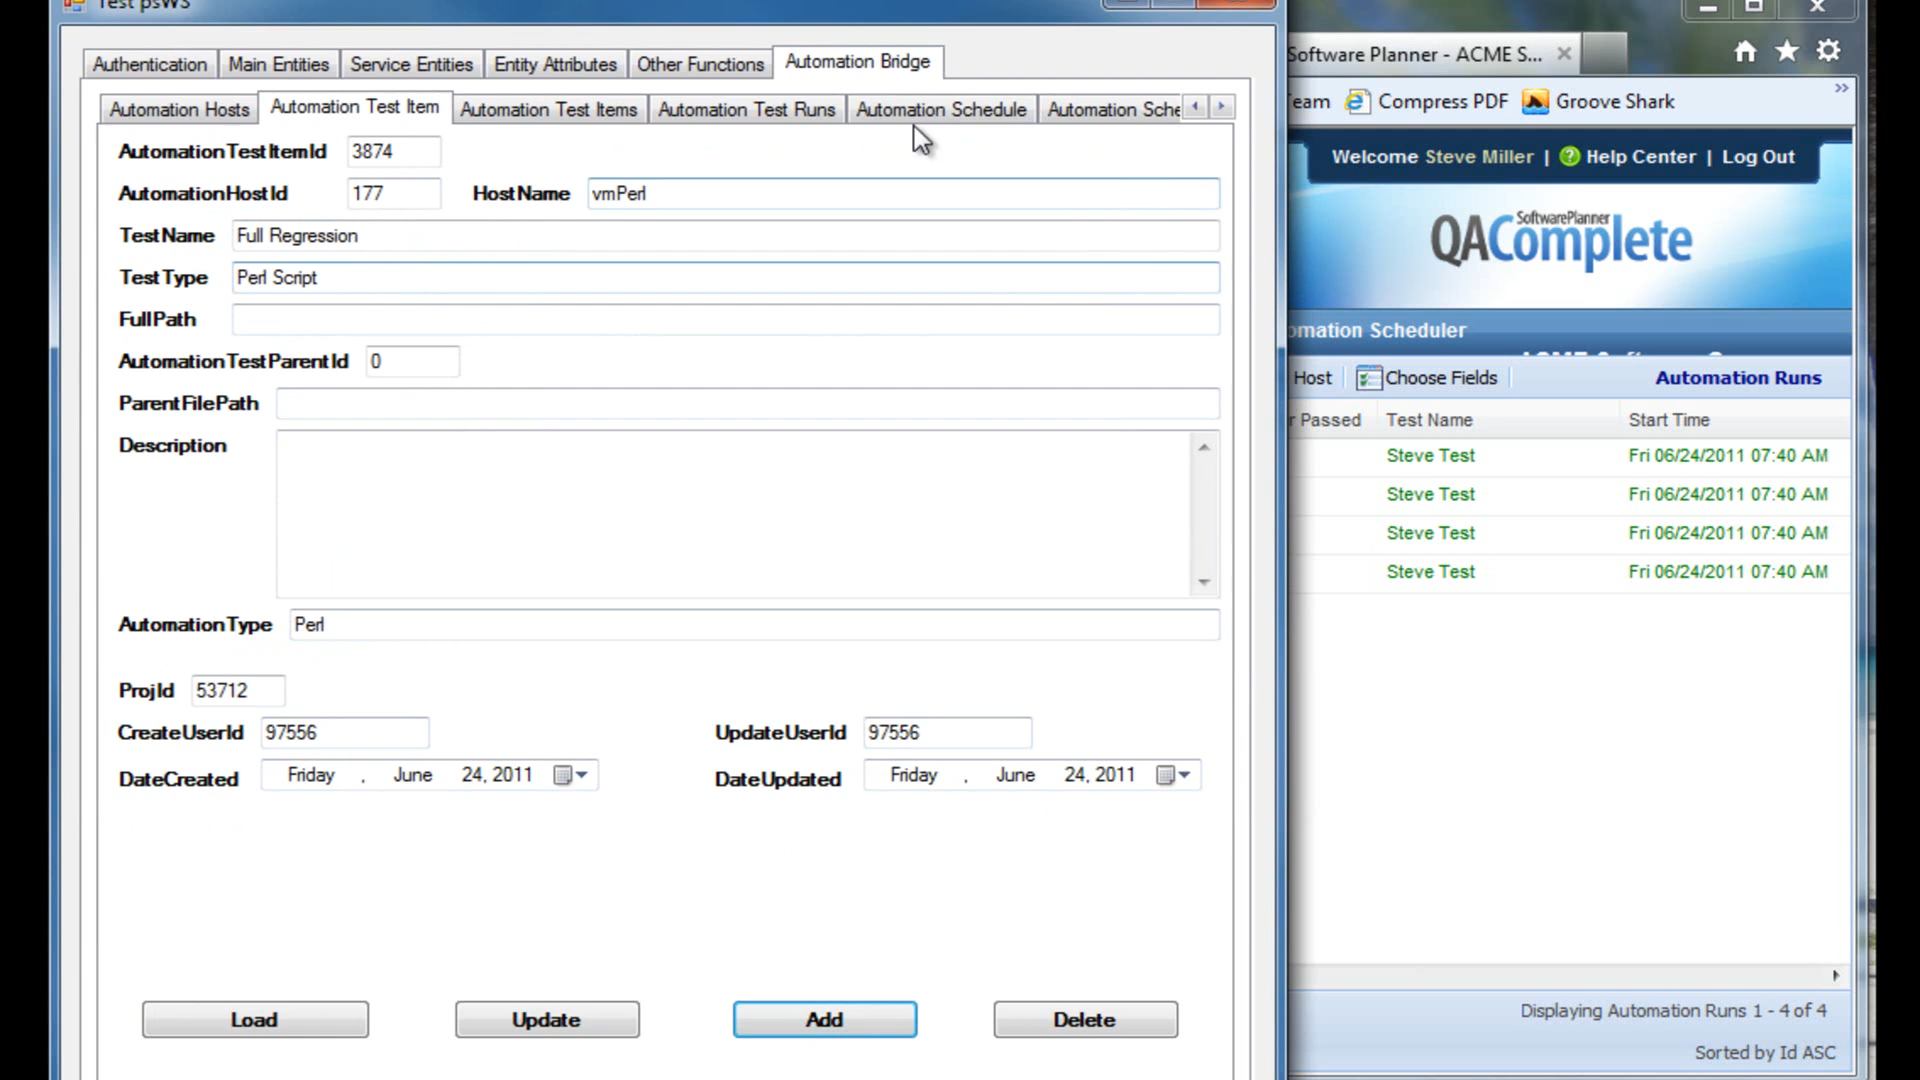 Test psWS
Authentication Main Entities Service Entities Entity Attributes Other Functions Automation Bridge
Automation Hosts Automation Test Item Automation Test Items Automation Test Runs Automation Schedule Automation Sche
AutomationTestItemId 3874
AutomationHostId 177 HostName vmPerl
TestName Full Regression
TestType Perl Script
FullPath
AutomationTestParentId 0
ParentFilePath
Description
AutomationType Perl
ProjId 53712
CreateUserId 97556 UpdateUserId 97556
DateCreated Friday , June 24, 2011 DateUpdated Friday , June 24, 2011
Load Update Add Delete
Software Planner - ACME S...
Team Compress PDF Groove Shark
Welcome Steve Miller | ? Help Center | Log Out
SoftwarePlanner
QAComplete
omation Scheduler
Host Choose Fields Automation Runs
r Passed Test Name Start Time
Steve Test Fri 06/24/2011 07:40 AM
Steve Test Fri 06/24/2011 07:40 AM
Steve Test Fri 06/24/2011 07:40 AM
Steve Test Fri 06/24/2011 07:40 AM
Displaying Automation Runs 1 - 4 of 4
Sorted by Id ASC